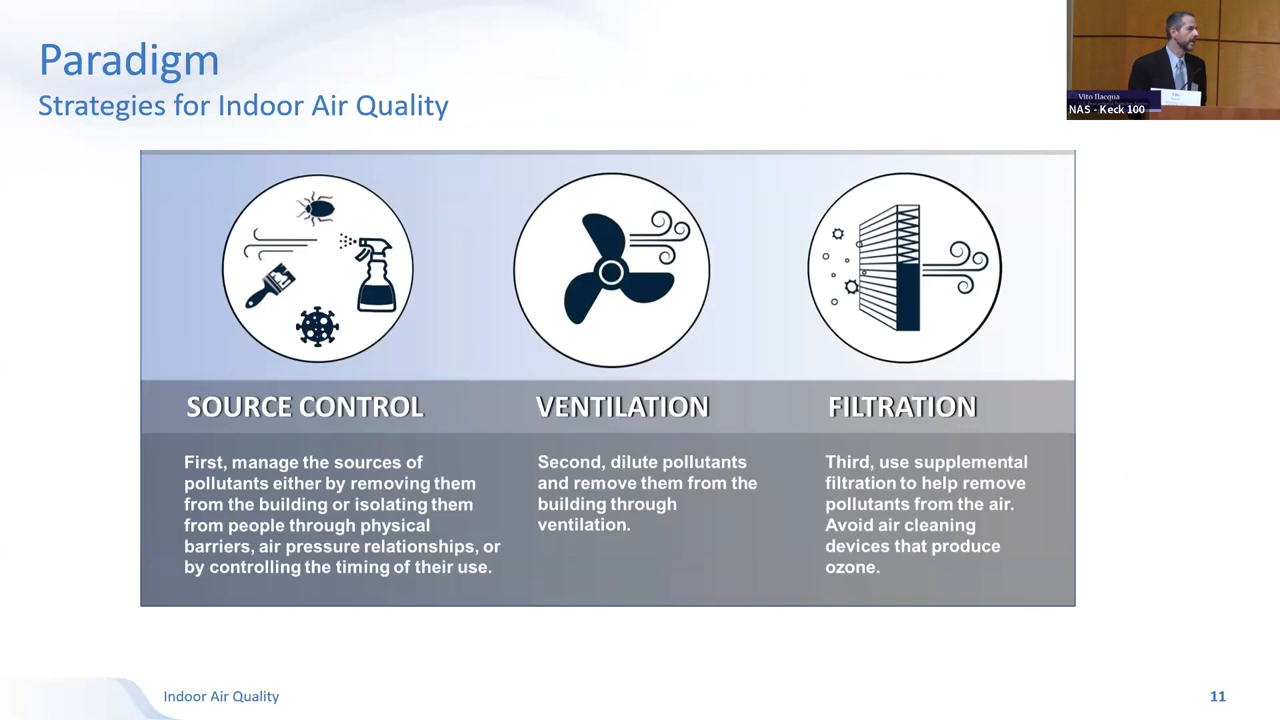 Paradigm
Strategies for Indoor Air Quality
Vito Ilacqua
NAS - Keck 100
SOURCE CONTROL
First, manage the sources of
pollutants either by removing them
from the building or isolating them
from people through physical
barriers, air pressure relationships, or
by controlling the timing of their use.
VENTILATION
Second, dilute pollutants
and remove them from the
building through
ventilation.
FILTRATION
Third, use supplemental
filtration to help remove
pollutants from the air.
Avoid air cleaning
devices that produce
ozone.
Indoor Air Quality
11